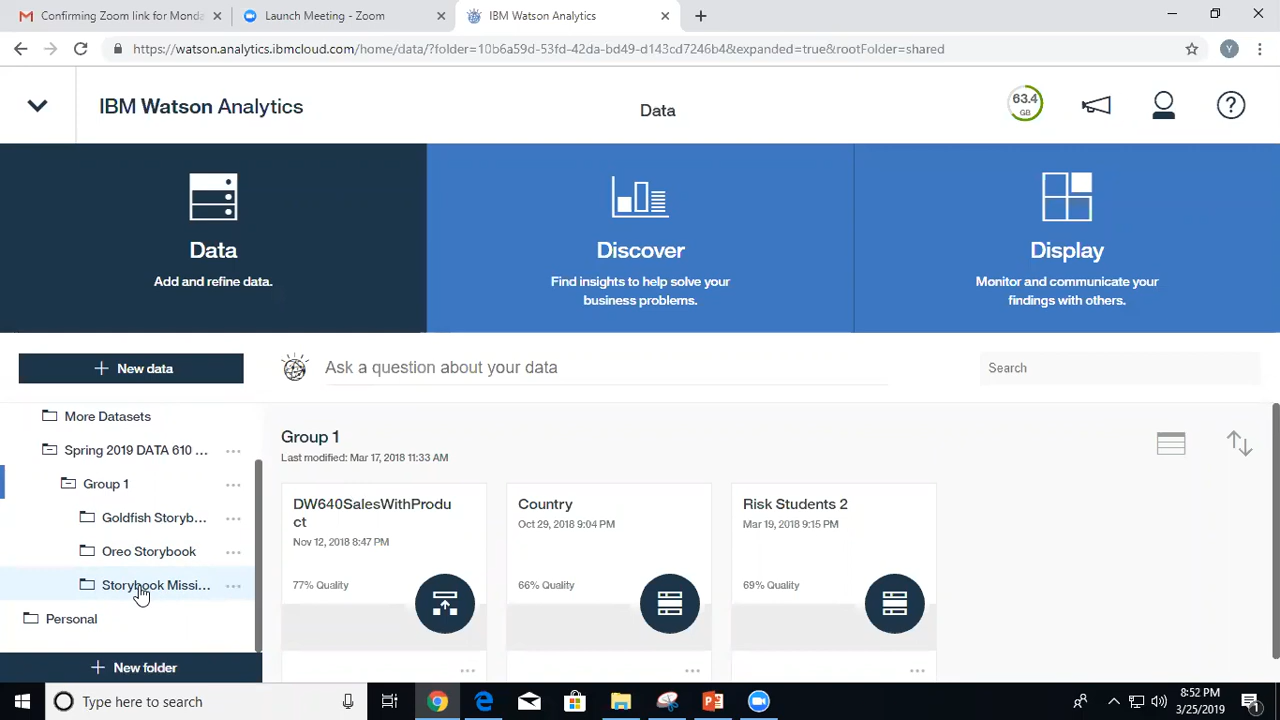 Confirming Zoom link for Monda
Launch Meeting - Zoom
IBM Watson Analytics
https://watson.analytics.ibmcloud.com/home/data/?folder=10b6a59d-53fd-42da-bd49-d143cd7246b4&expanded=true&rootFolder=shared
Y
IBM Watson Analytics
Data
63.4
GB
?
Data
Add and refine data.
Discover
Find insights to help solve your
business problems.
Display
Monitor and communicate your
findings with others.
+ New data
Ask a question about your data
Search
More Datasets
Spring 2019 DATA 610 ...
Group 1
Goldfish Storyb...
Oreo Storybook
Storybook Missi...
Personal
+ New folder
Group 1
Last modified: Mar 17, 2018 11:33 AM
DW640SalesWithProdu
ct
Nov 12, 2018 8:47 PM
77% Quality
Country
Oct 29, 2018 9:04 PM
66% Quality
Risk Students 2
Mar 19, 2018 9:15 PM
69% Quality
Type here to search
8:52 PM
3/25/2019
1